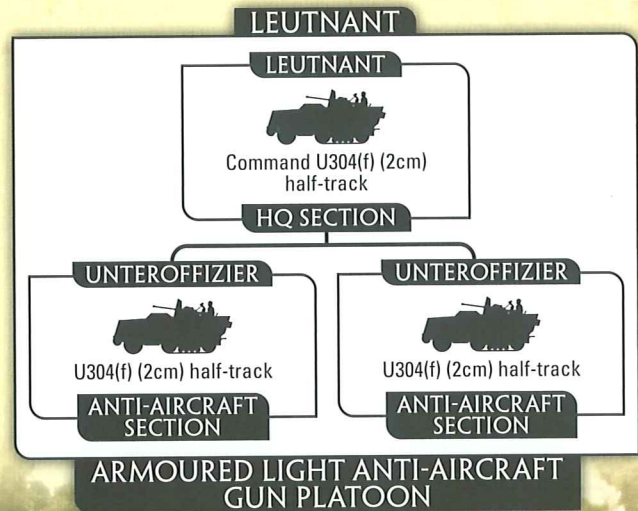 LEUTNANT
LEUTNANT
Command U304(f) (2cm)
half-track
HQ SECTION
UNTEROFFIZIER
U304(f) (2cm) half-track
ANTI-AIRCRAFT
SECTION
UNTEROFFIZIER
U304(f) (2cm) half-track
ANTI-AIRCRAFT
SECTION
ARMOURED LIGHT ANTI-AIRCRAFT
GUN PLATOON